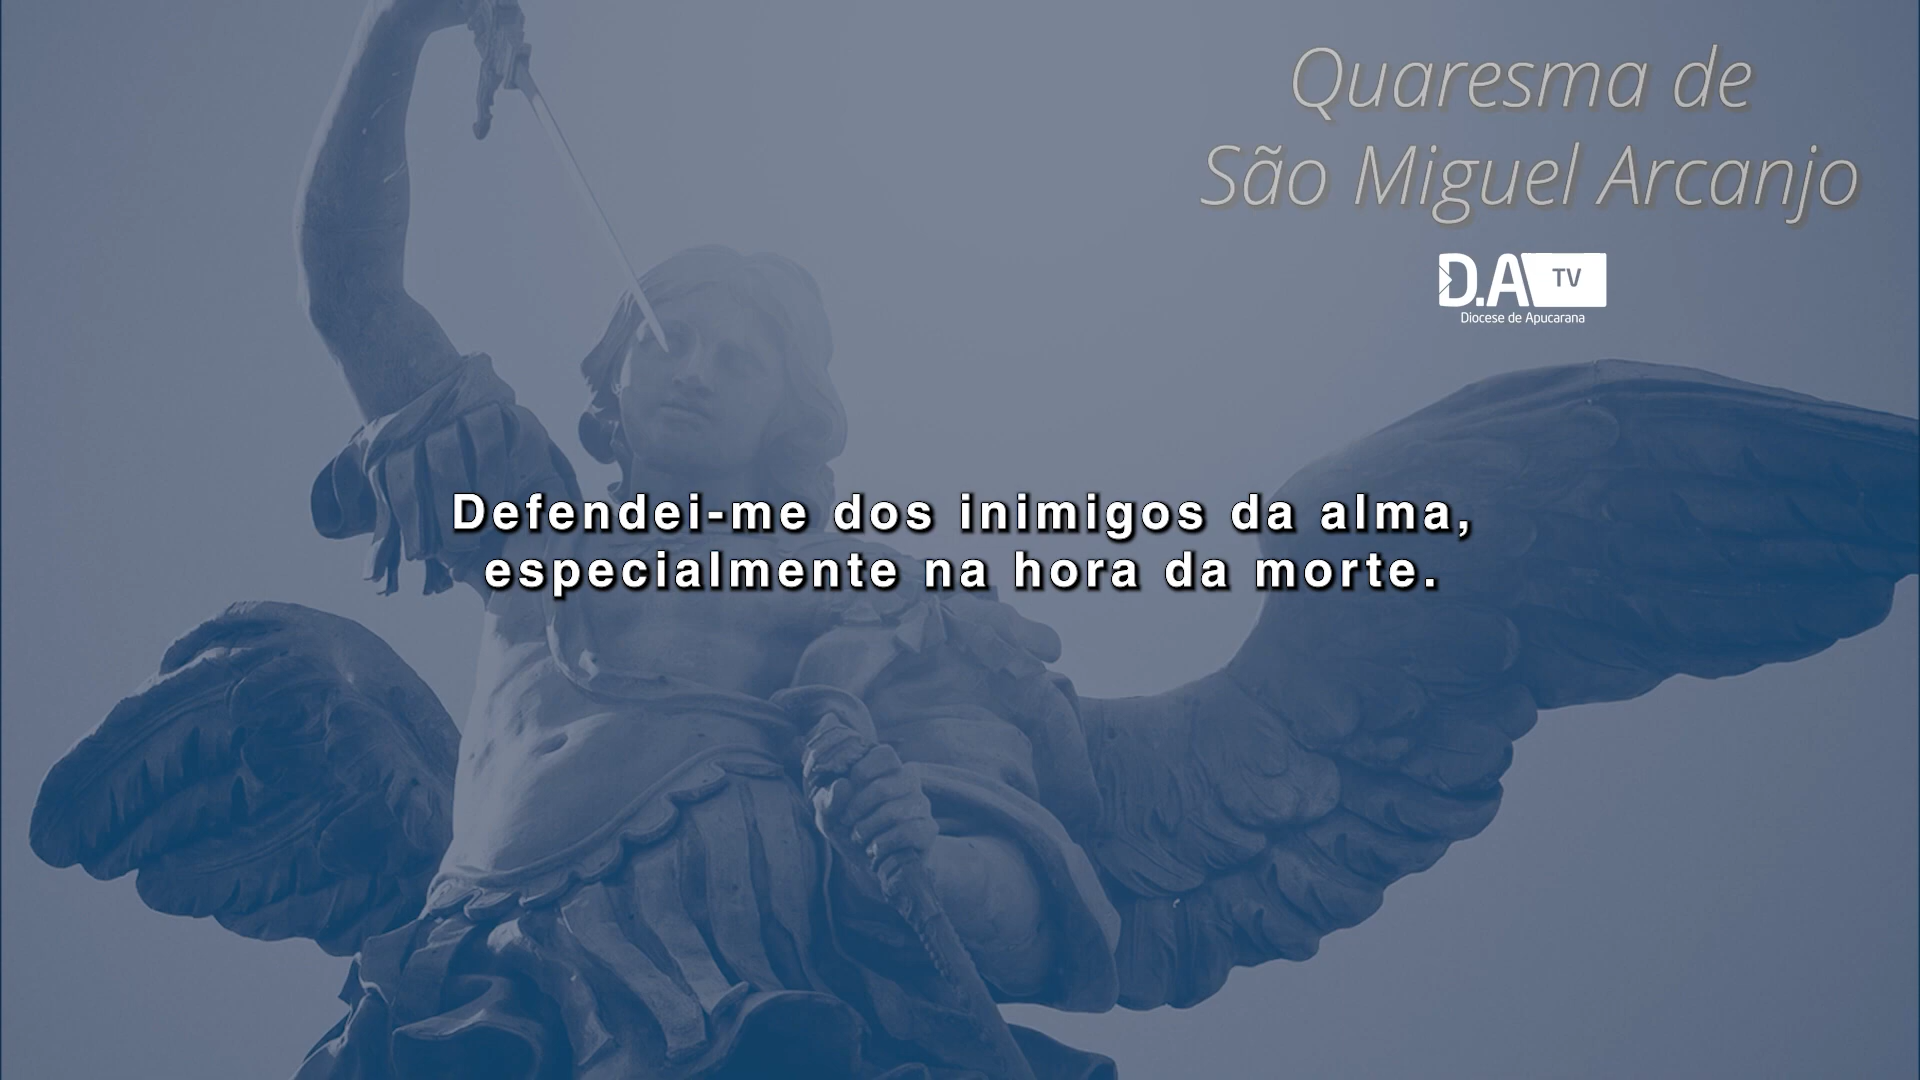 Quaresma de
São Miguel Arcanjo
D.A TV
Diocese de Apucarana
Defendei-me dos inimigos da alma,
especialmente na hora da morte.